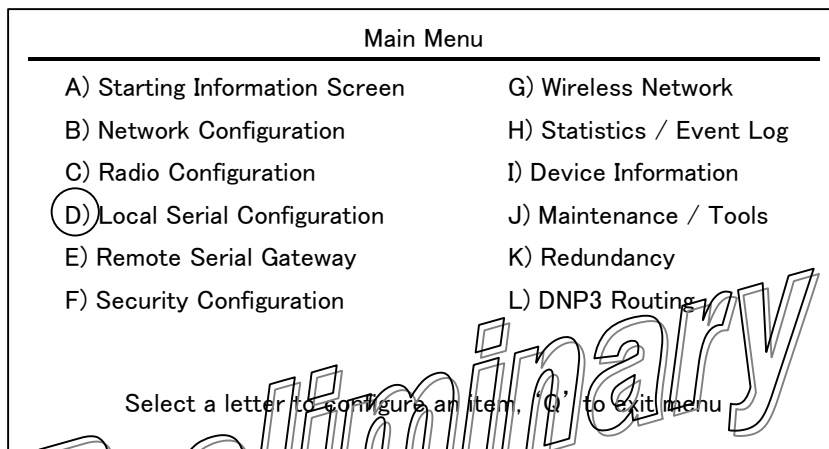 Main Menu
A) Starting Information Screen
B) Network Configuration
C) Radio Configuration
D) Local Serial Configuration
E) Remote Serial Gateway
F) Security Configuration
G) Wireless Network
H) Statistics / Event Log
I) Device Information
J) Maintenance / Tools
K) Redundancy
L) DNP3 Routing
Select a letter to configure an item, ‘Q’ to exit menu
Preliminary